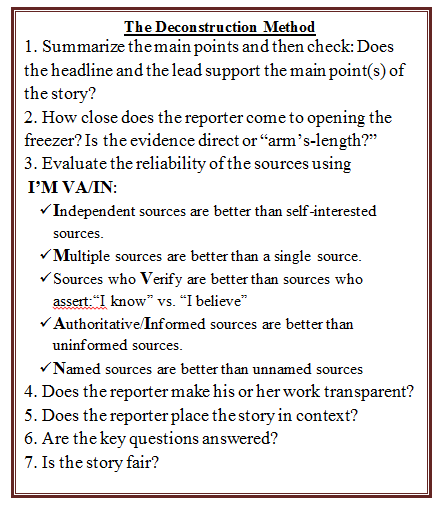 The Deconstruction Method
1. Summarize the main points and then check: Does
the headline and the lead support the main point(s) of
the story?
2. How close does the reporter come to opening the
freezer? Is the evidence direct or “arm’s-length?”
3. Evaluate the reliability of the sources using
I’M VA/IN:
✓Independent sources are better than self-interested
sources.
✓Multiple sources are better than a single source.
✓Sources who Verify are better than sources who
assert:“I know” vs. “I believe”
✓Authoritative/Informed sources are better than
uninformed sources.
✓Named sources are better than unnamed sources
4. Does the reporter make his or her work transparent?
5. Does the reporter place the story in context?
6. Are the key questions answered?
7. Is the story fair?